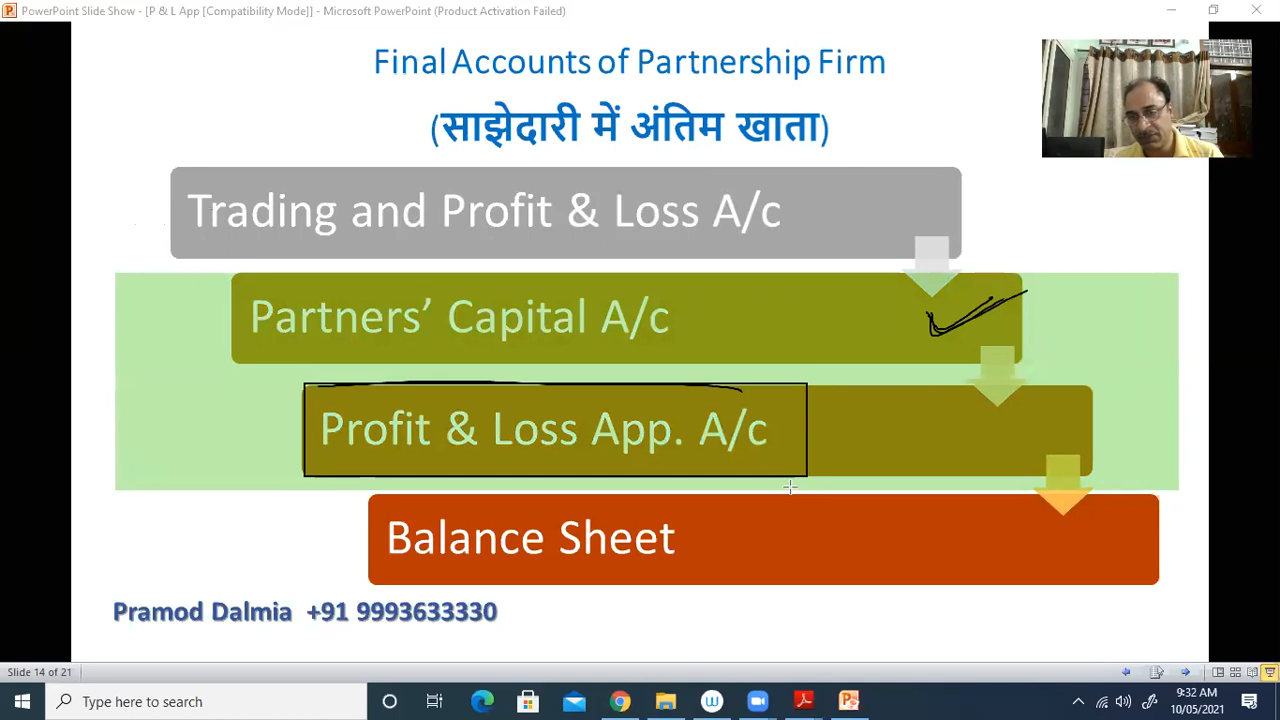 PowerPoint Slide Show - [P & L App [Compatibility Mode]] - Microsoft PowerPoint (Product Activation Failed)
Final Accounts of Partnership Firm
(साझेदारी में अंतिम खाता)
Trading and Profit & Loss A/c
Partners’ Capital A/c
Profit & Loss App. A/c
Balance Sheet
Pramod Dalmia +91 9993633330
Slide 14 of 21
Type here to search
9:32 AM
10/05/2021